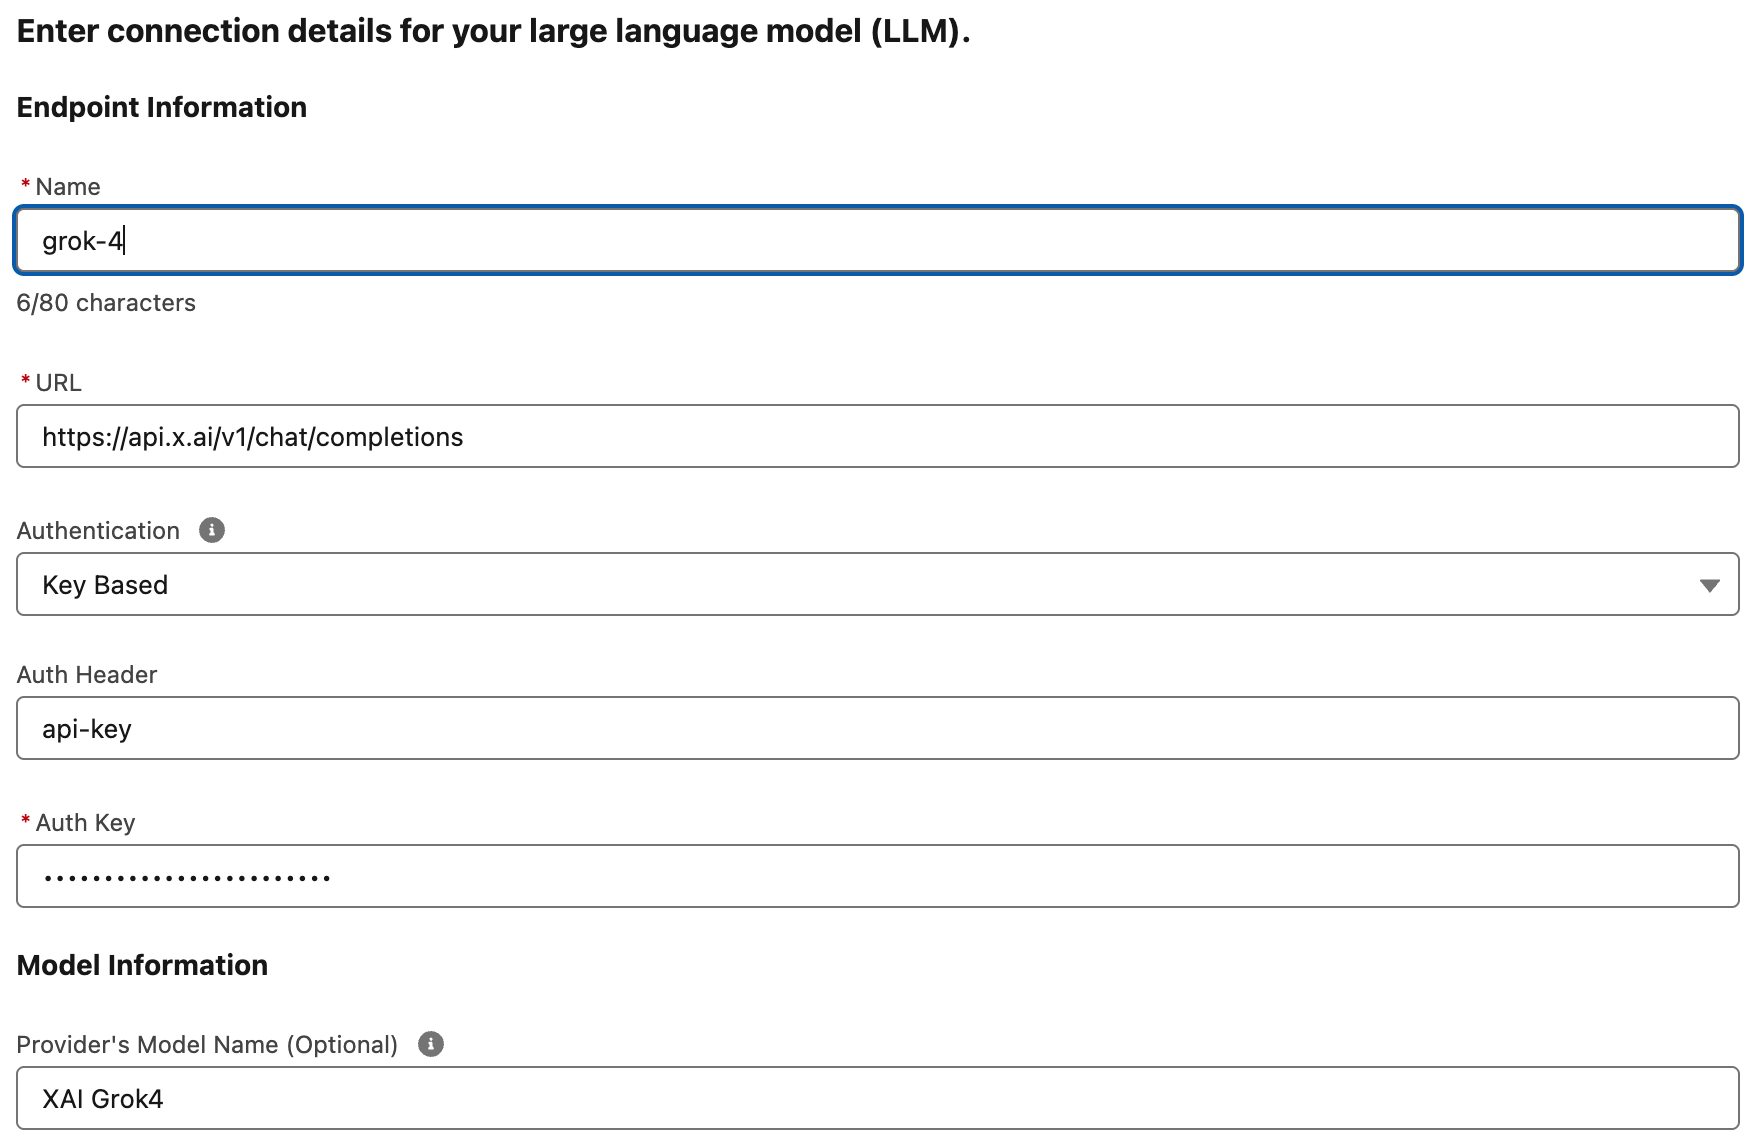 Enter connection details for your large language model (LLM).
Endpoint Information
* Name
grok-4
6/80 characters
* URL
https://api.x.ai/v1/chat/completions
Authentication
Key Based
Auth Header
api-key
* Auth Key
••••••••••••••••••••••••
Model Information
Provider's Model Name (Optional)
XAI Grok4